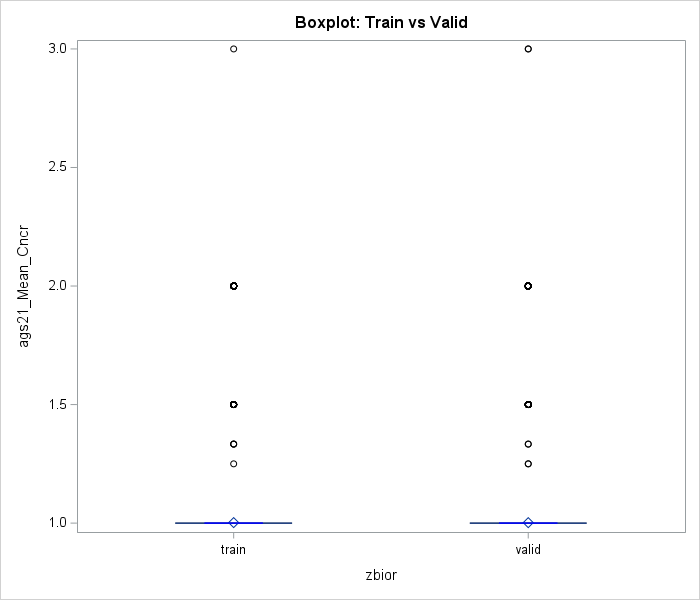 Boxplot: Train vs Valid
3.0
2.5
2.0
1.5
1.0
ags21_Mean_Cncr
train
valid
zbior